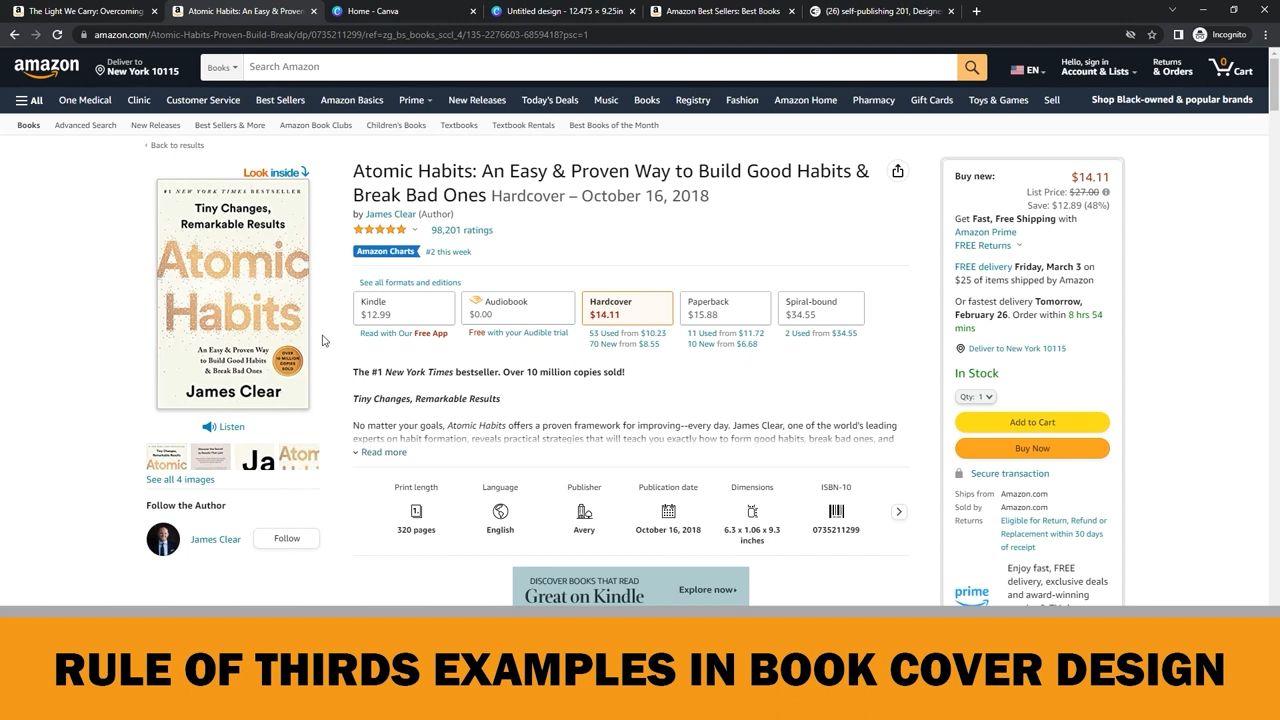 The Light We Carry: Overcoming
Atomic Habits: An Easy & Proven
Home - Canva
Untitled design - 12.475 × 9.25in
Amazon Best Sellers: Best Books
(26) self-publishing 201, Designe
amazon.com/Atomic-Habits-Proven-Build-Break/dp/0735211299/ref=zg_bs_books_sccl_4/135-2276603-6859418?psc=1
Incognito
amazon
Deliver to
New York 10115
Books
Search Amazon
EN
Hello, sign in
Account & Lists
Returns
& Orders
0
Cart
All
One Medical
Clinic
Customer Service
Best Sellers
Amazon Basics
Prime
New Releases
Today's Deals
Music
Books
Registry
Fashion
Amazon Home
Pharmacy
Gift Cards
Toys & Games
Sell
Shop Black-owned & popular brands
Books
Advanced Search
New Releases
Best Sellers & More
Amazon Book Clubs
Children's Books
Textbooks
Textbook Rentals
Best Books of the Month
‹ Back to results
Look inside
#1 NEW YORK TIMES BESTSELLER
Tiny Changes,
Remarkable Results
Atomic
Habits
An Easy & Proven Way
to Build Good Habits
& Break Bad Ones
OVER
10 MILLION
COPIES
SOLD
James Clear
Listen
Tiny Changes,
Remarkable Results
Atomic
Ja
Atom
See all 4 images
Follow the Author
James Clear
Follow
Atomic Habits: An Easy & Proven Way to Build Good Habits &
Break Bad Ones Hardcover – October 16, 2018
by James Clear (Author)
98,201 ratings
Amazon Charts #2 this week
See all formats and editions
Kindle
$12.99
Read with Our Free App
Audiobook
$0.00
Free with your Audible trial
Hardcover
$14.11
53 Used from $10.23
70 New from $8.55
Paperback
$15.88
11 Used from $11.72
10 New from $6.68
Spiral-bound
$34.55
2 Used from $34.55
The #1 New York Times bestseller. Over 10 million copies sold!
Tiny Changes, Remarkable Results
No matter your goals, Atomic Habits offers a proven framework for improving--every day. James Clear, one of the world's leading
experts on habit formation, reveals practical strategies that will teach you exactly how to form good habits, break bad ones, and
Read more
Print length
320 pages
Language
English
Publisher
Avery
Publication date
October 16, 2018
Dimensions
6.3 x 1.06 x 9.3
inches
ISBN-10
0735211299
DISCOVER BOOKS THAT READ
Great on Kindle
Explore now
Buy new:
$14.11
List Price: $27.00
Save: $12.89 (48%)
Get Fast, Free Shipping with
Amazon Prime
FREE Returns
FREE delivery Friday, March 3 on
$25 of items shipped by Amazon
Or fastest delivery Tomorrow,
February 26. Order within 8 hrs 54
mins
Deliver to New York 10115
In Stock
Qty: 1
Add to Cart
Buy Now
Secure transaction
Ships from Amazon.com
Sold by Amazon.com
Returns Eligible for Return, Refund or
Replacement within 30 days
of receipt
prime
Enjoy fast, FREE
delivery, exclusive deals
and award-winning
RULE OF THIRDS EXAMPLES IN BOOK COVER DESIGN